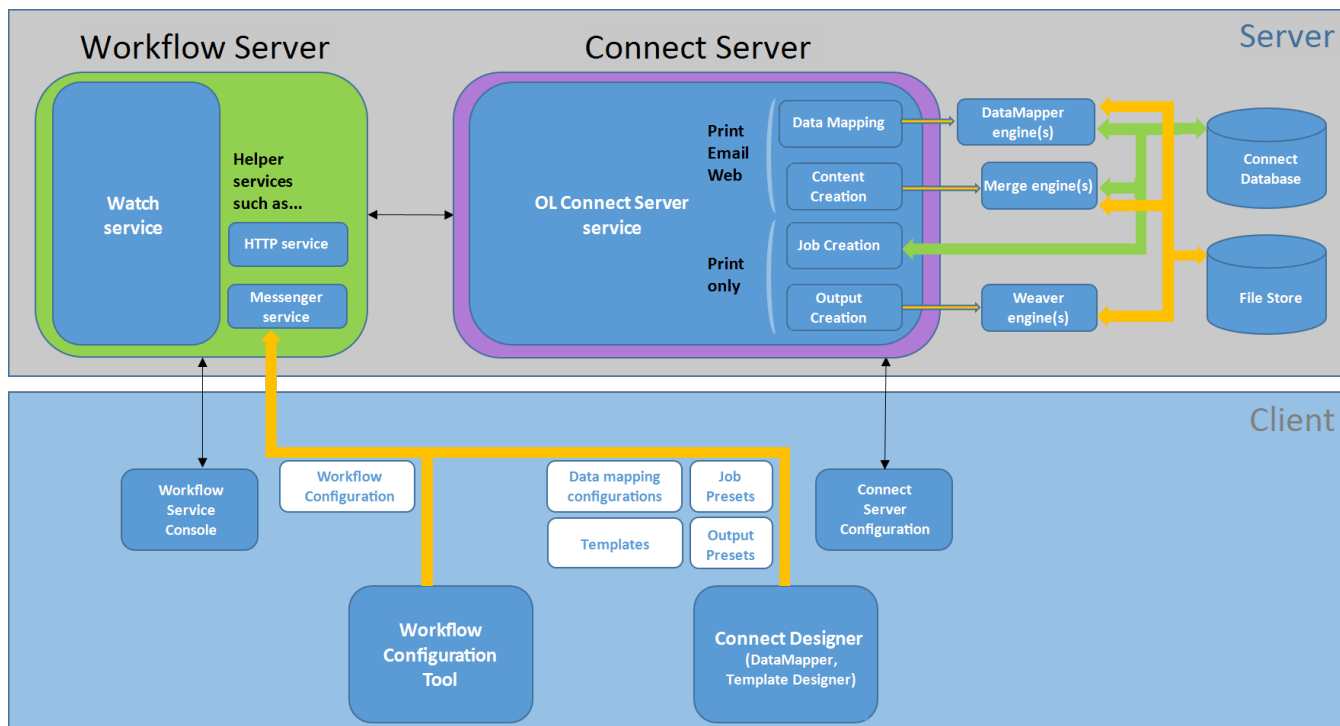 Server
Workflow Server
Connect Server
Watch
service
Helper
services
such as...
HTTP service
Messenger
service
OL Connect Server
service
Print
Email
Web
Print
only
Data Mapping
Content
Creation
Job Creation
Output
Creation
DataMapper
engine(s)
Merge engine(s)
Weaver
engine(s)
Connect
Database
File Store
Client
Workflow
Service
Console
Workflow
Configuration
Data mapping
configurations
Job
Presets
Templates
Output
Presets
Connect
Server
Configuration
Workflow
Configuration
Tool
Connect Designer
(DataMapper,
Template Designer)